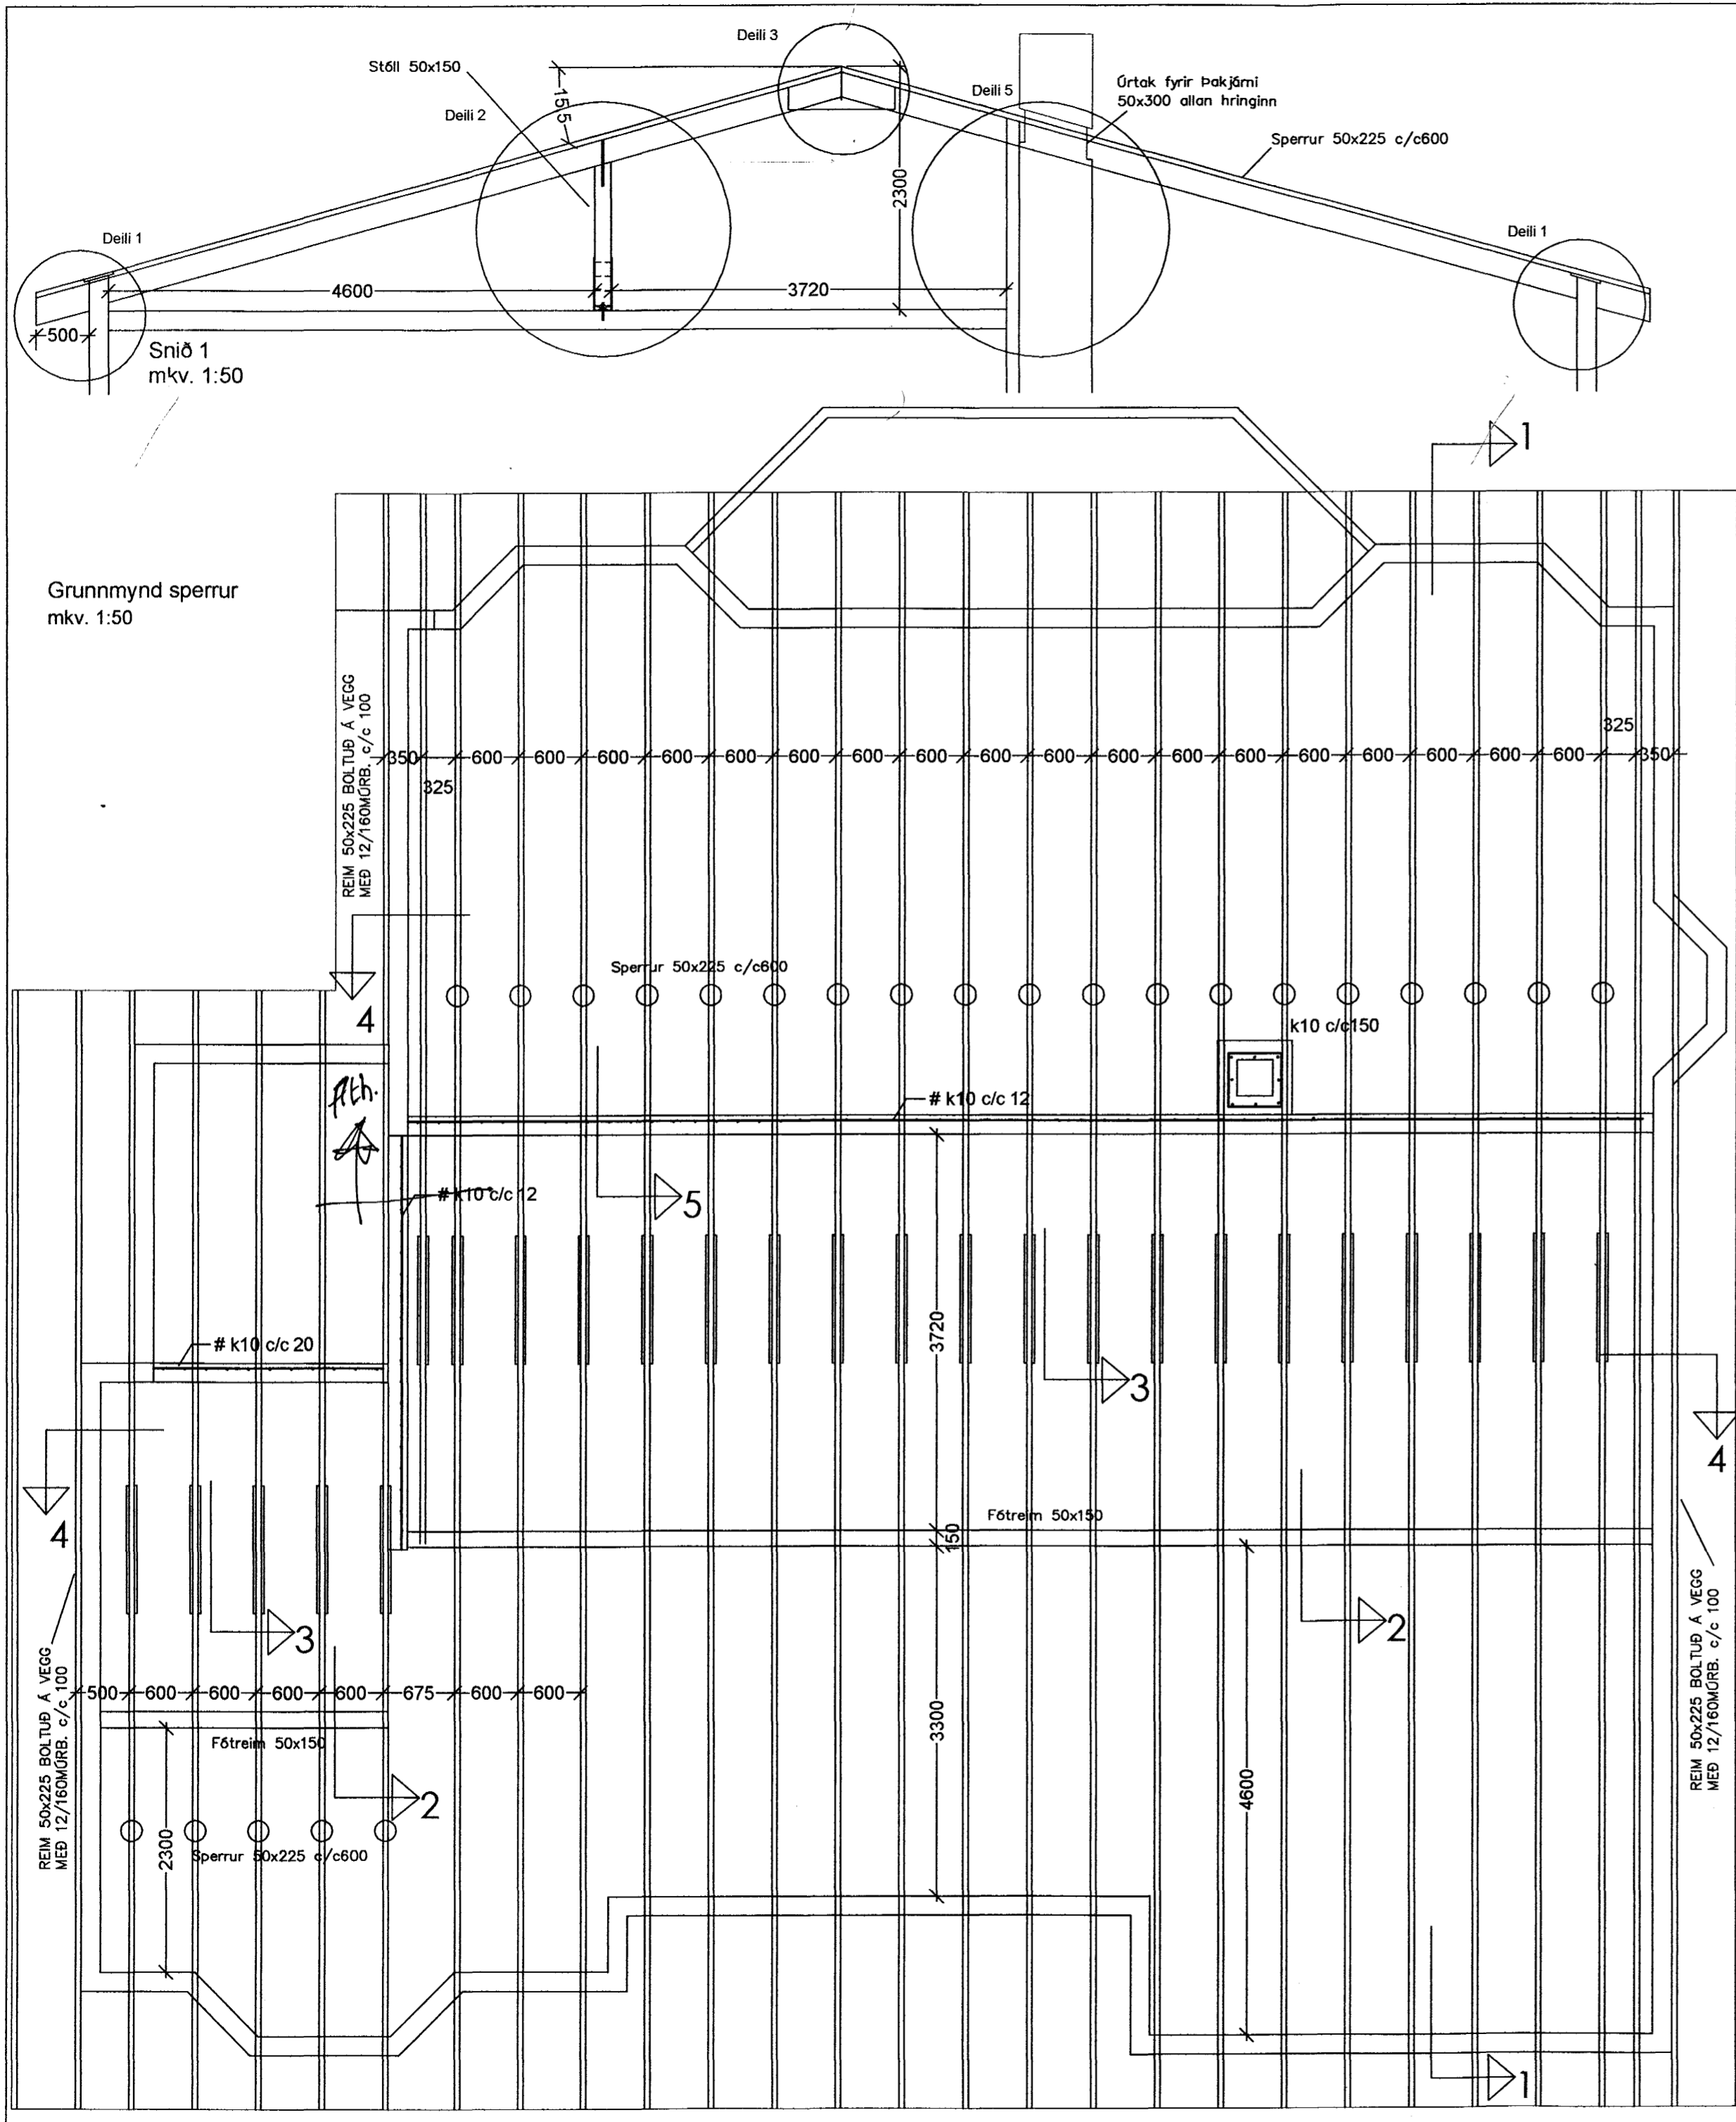 Deili 3
Stóll 50x150
15,5
Deili 2
Deili 5
Úrtak fyrir Þakjárni
50x300 allan hringinn
Sperrur 50x225 c/c600
2300
Deili 1
Deili 1
4600
3720
500
Snið 1
mkv. 1:50
1
Grunnmynd sperrur
mkv. 1:50
REIM 50x225 BOLTUÐ Á VEGG
MEÐ 12/160MÚRB. c/c 100
325
350 600 600 600 600 600 600 600 600 600 600 600 600 600 600 600 600 600 600 350
325
Sperrur 50x225 c/c600
4
k10 c/c150
Ath.
# k10 c/c 12
# k10 c/c 12
5
3720
# k10 c/c 20
3
4
4
Fótreim 50x150
150
2
3
REIM 50x225 BOLTUÐ Á VEGG
MEÐ 12/160MÚRB. c/c 100
500 600 600 600 600 675 600 600
3300
REIM 50x225 BOLTUÐ Á VEGG
MEÐ 12/160MÚRB. c/c 100
Fótreim 50x150
2
4600
2300
Sperrur 50x225 c/c600
1